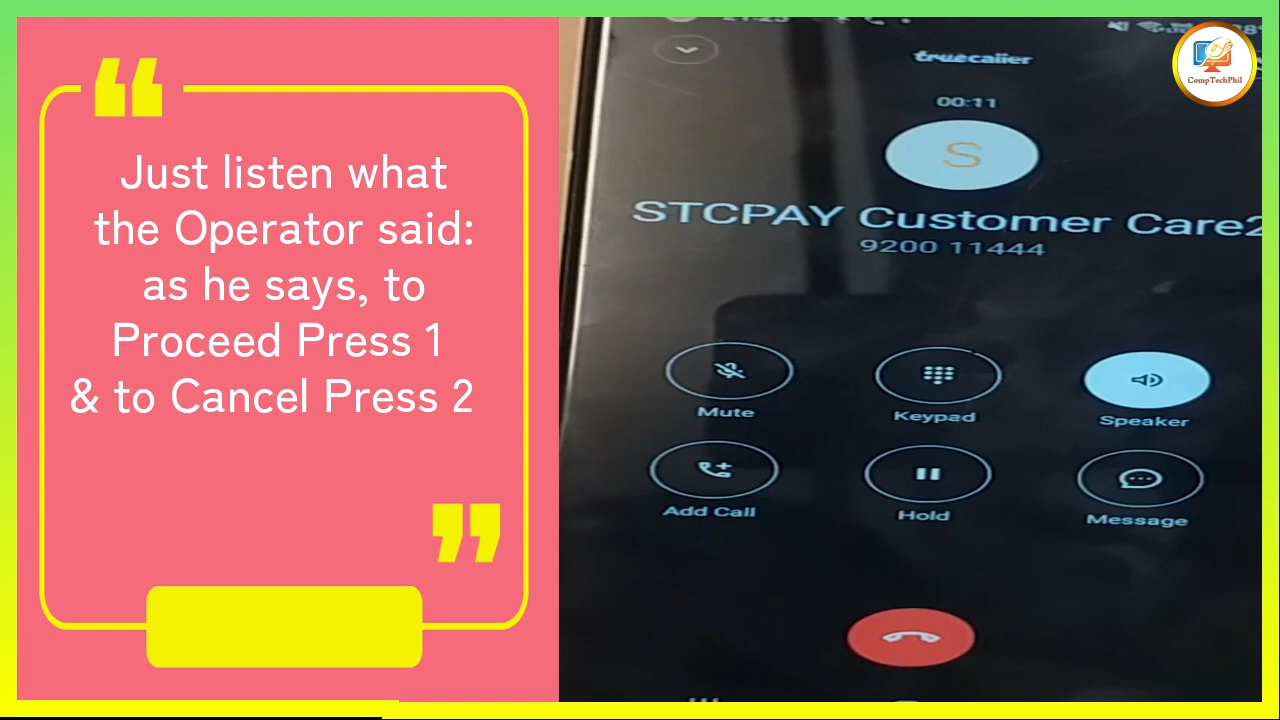 Just listen what
the Operator said:
as he says, to
Proceed Press 1
& to Cancel Press 2
truecaller
00:11
S
STCPAY Customer Care2
9200 11444
Mute
Keypad
Speaker
Add Call
Hold
Message
CompTechPhil